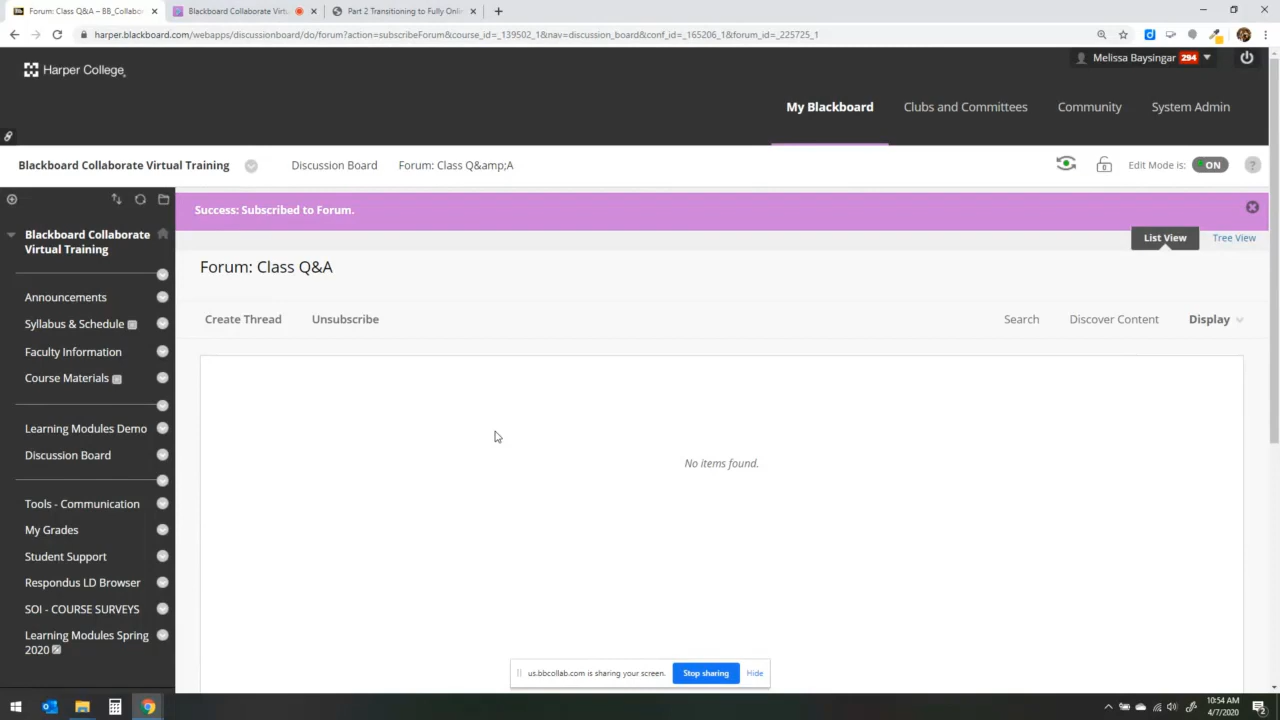 Forum: Class Q&A – BB_Collabo
Blackboard Collaborate Virtu
Part 2 Transitioning to Fully Onli
harper.blackboard.com/webapps/discussionboard/do/forum?action=subscribeForum&course_id=_139502_1&nav=discussion_board&conf_id=_165206_1&forum_id=_225725_1
Harper College
Melissa Baysingar 294
My Blackboard
Clubs and Committees
Community
System Admin
Blackboard Collaborate Virtual Training
Discussion Board
Forum: Class Q&amp;A
Edit Mode is: ON
?
Success: Subscribed to Forum.
List View
Tree View
Blackboard Collaborate
Virtual Training
Forum: Class Q&A
Announcements
Syllabus & Schedule
Faculty Information
Course Materials
Create Thread
Unsubscribe
Search
Discover Content
Display
Learning Modules Demo
Discussion Board
No items found.
Tools - Communication
My Grades
Student Support
Respondus LD Browser
SOI - COURSE SURVEYS
Learning Modules Spring
2020
us.bbcollab.com is sharing your screen.
Stop sharing
Hide
10:54 AM
4/7/2020
2